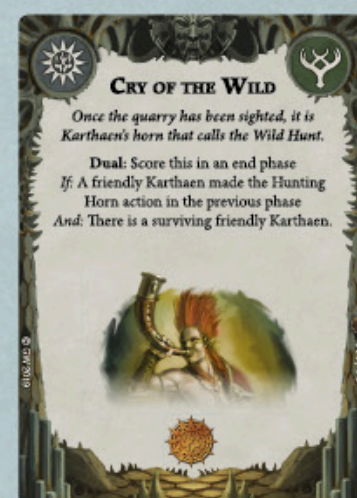 CRY OF THE WILD
Once the quarry has been sighted, it is
Karthaen's horn that calls the Wild Hunt.
Dual: Score this in an end phase
If: A friendly Karthaen made the Hunting
Horn action in the previous phase
And: There is a surviving friendly Karthaen.
© GW 2019